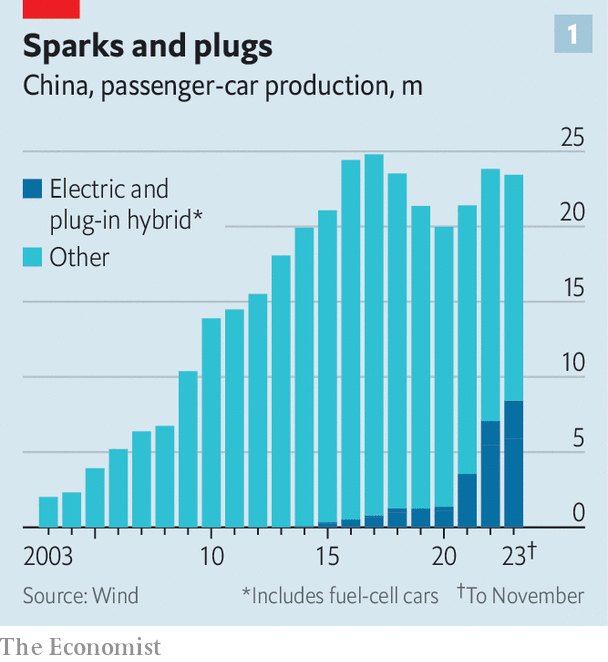 1
Sparks and plugs
China, passenger-car production, m
25
Electric and
plug-in hybrid*
20
Other
15
10
5
0
2003 10 15 20 23†
Source: Wind *Includes fuel-cell cars †To November
The Economist